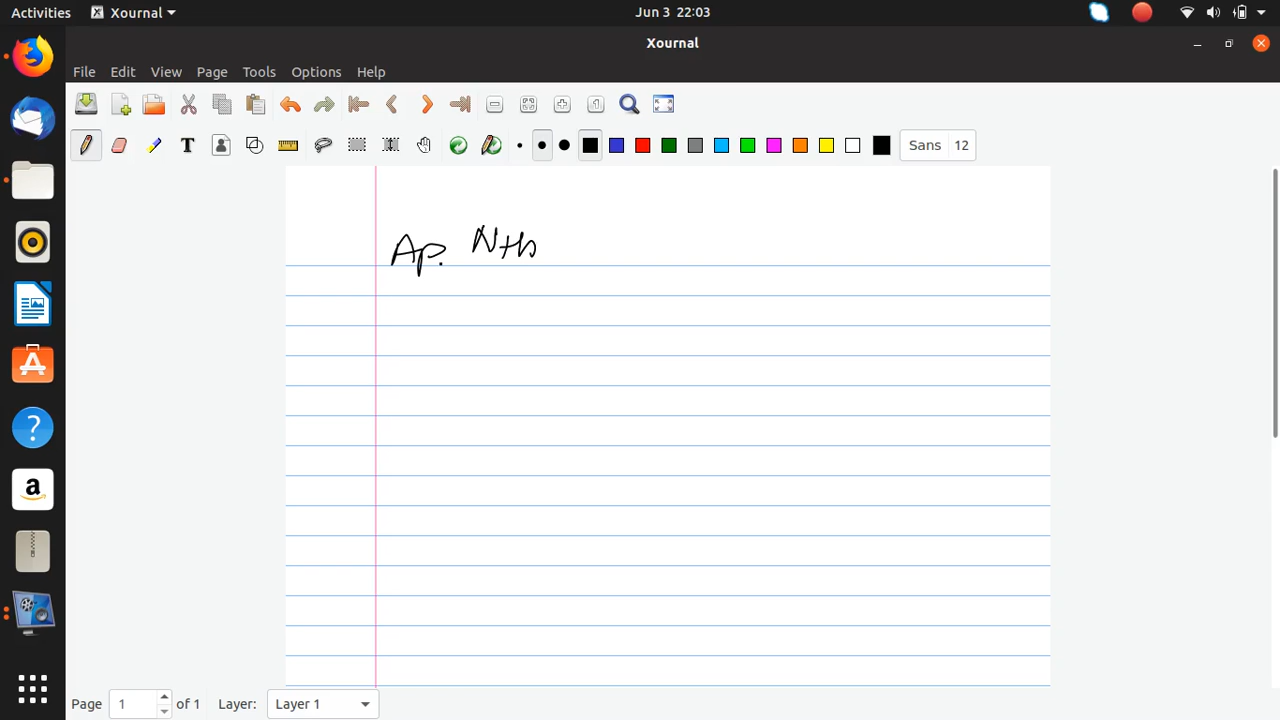 Activities Xournal Jun 3 22:03
Xournal
File Edit View Page Tools Options Help
T Sans 12
Ap. Nth
a
?
Page 1 of 1 Layer: Layer 1